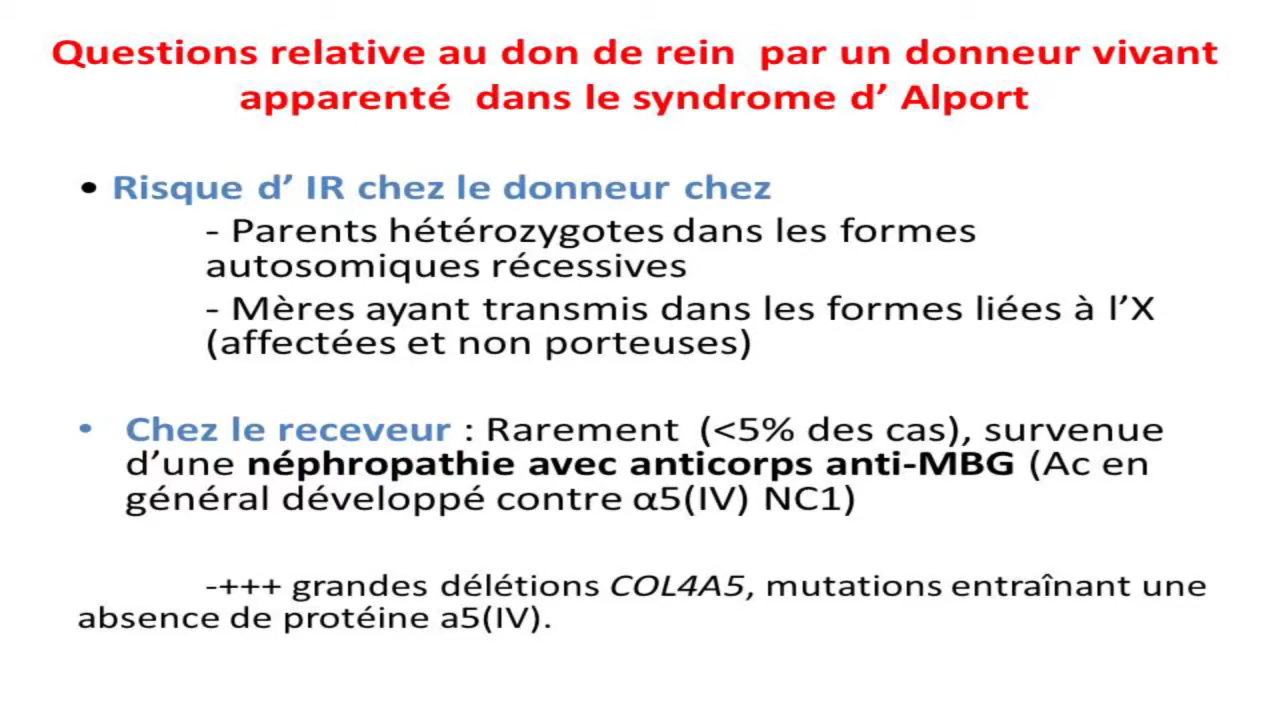 Questions relative au don de rein par un donneur vivant
apparenté dans le syndrome d’ Alport
• Risque d’ IR chez le donneur chez
- Parents hétérozygotes dans les formes
autosomiques récessives
- Mères ayant transmis dans les formes liées à l’X
(affectées et non porteuses)
• Chez le receveur : Rarement (<5% des cas), survenue
d’une néphropathie avec anticorps anti-MBG (Ac en
général développé contre α5(IV) NC1)
-+++ grandes délétions COL4A5, mutations entraînant une
absence de protéine a5(IV).